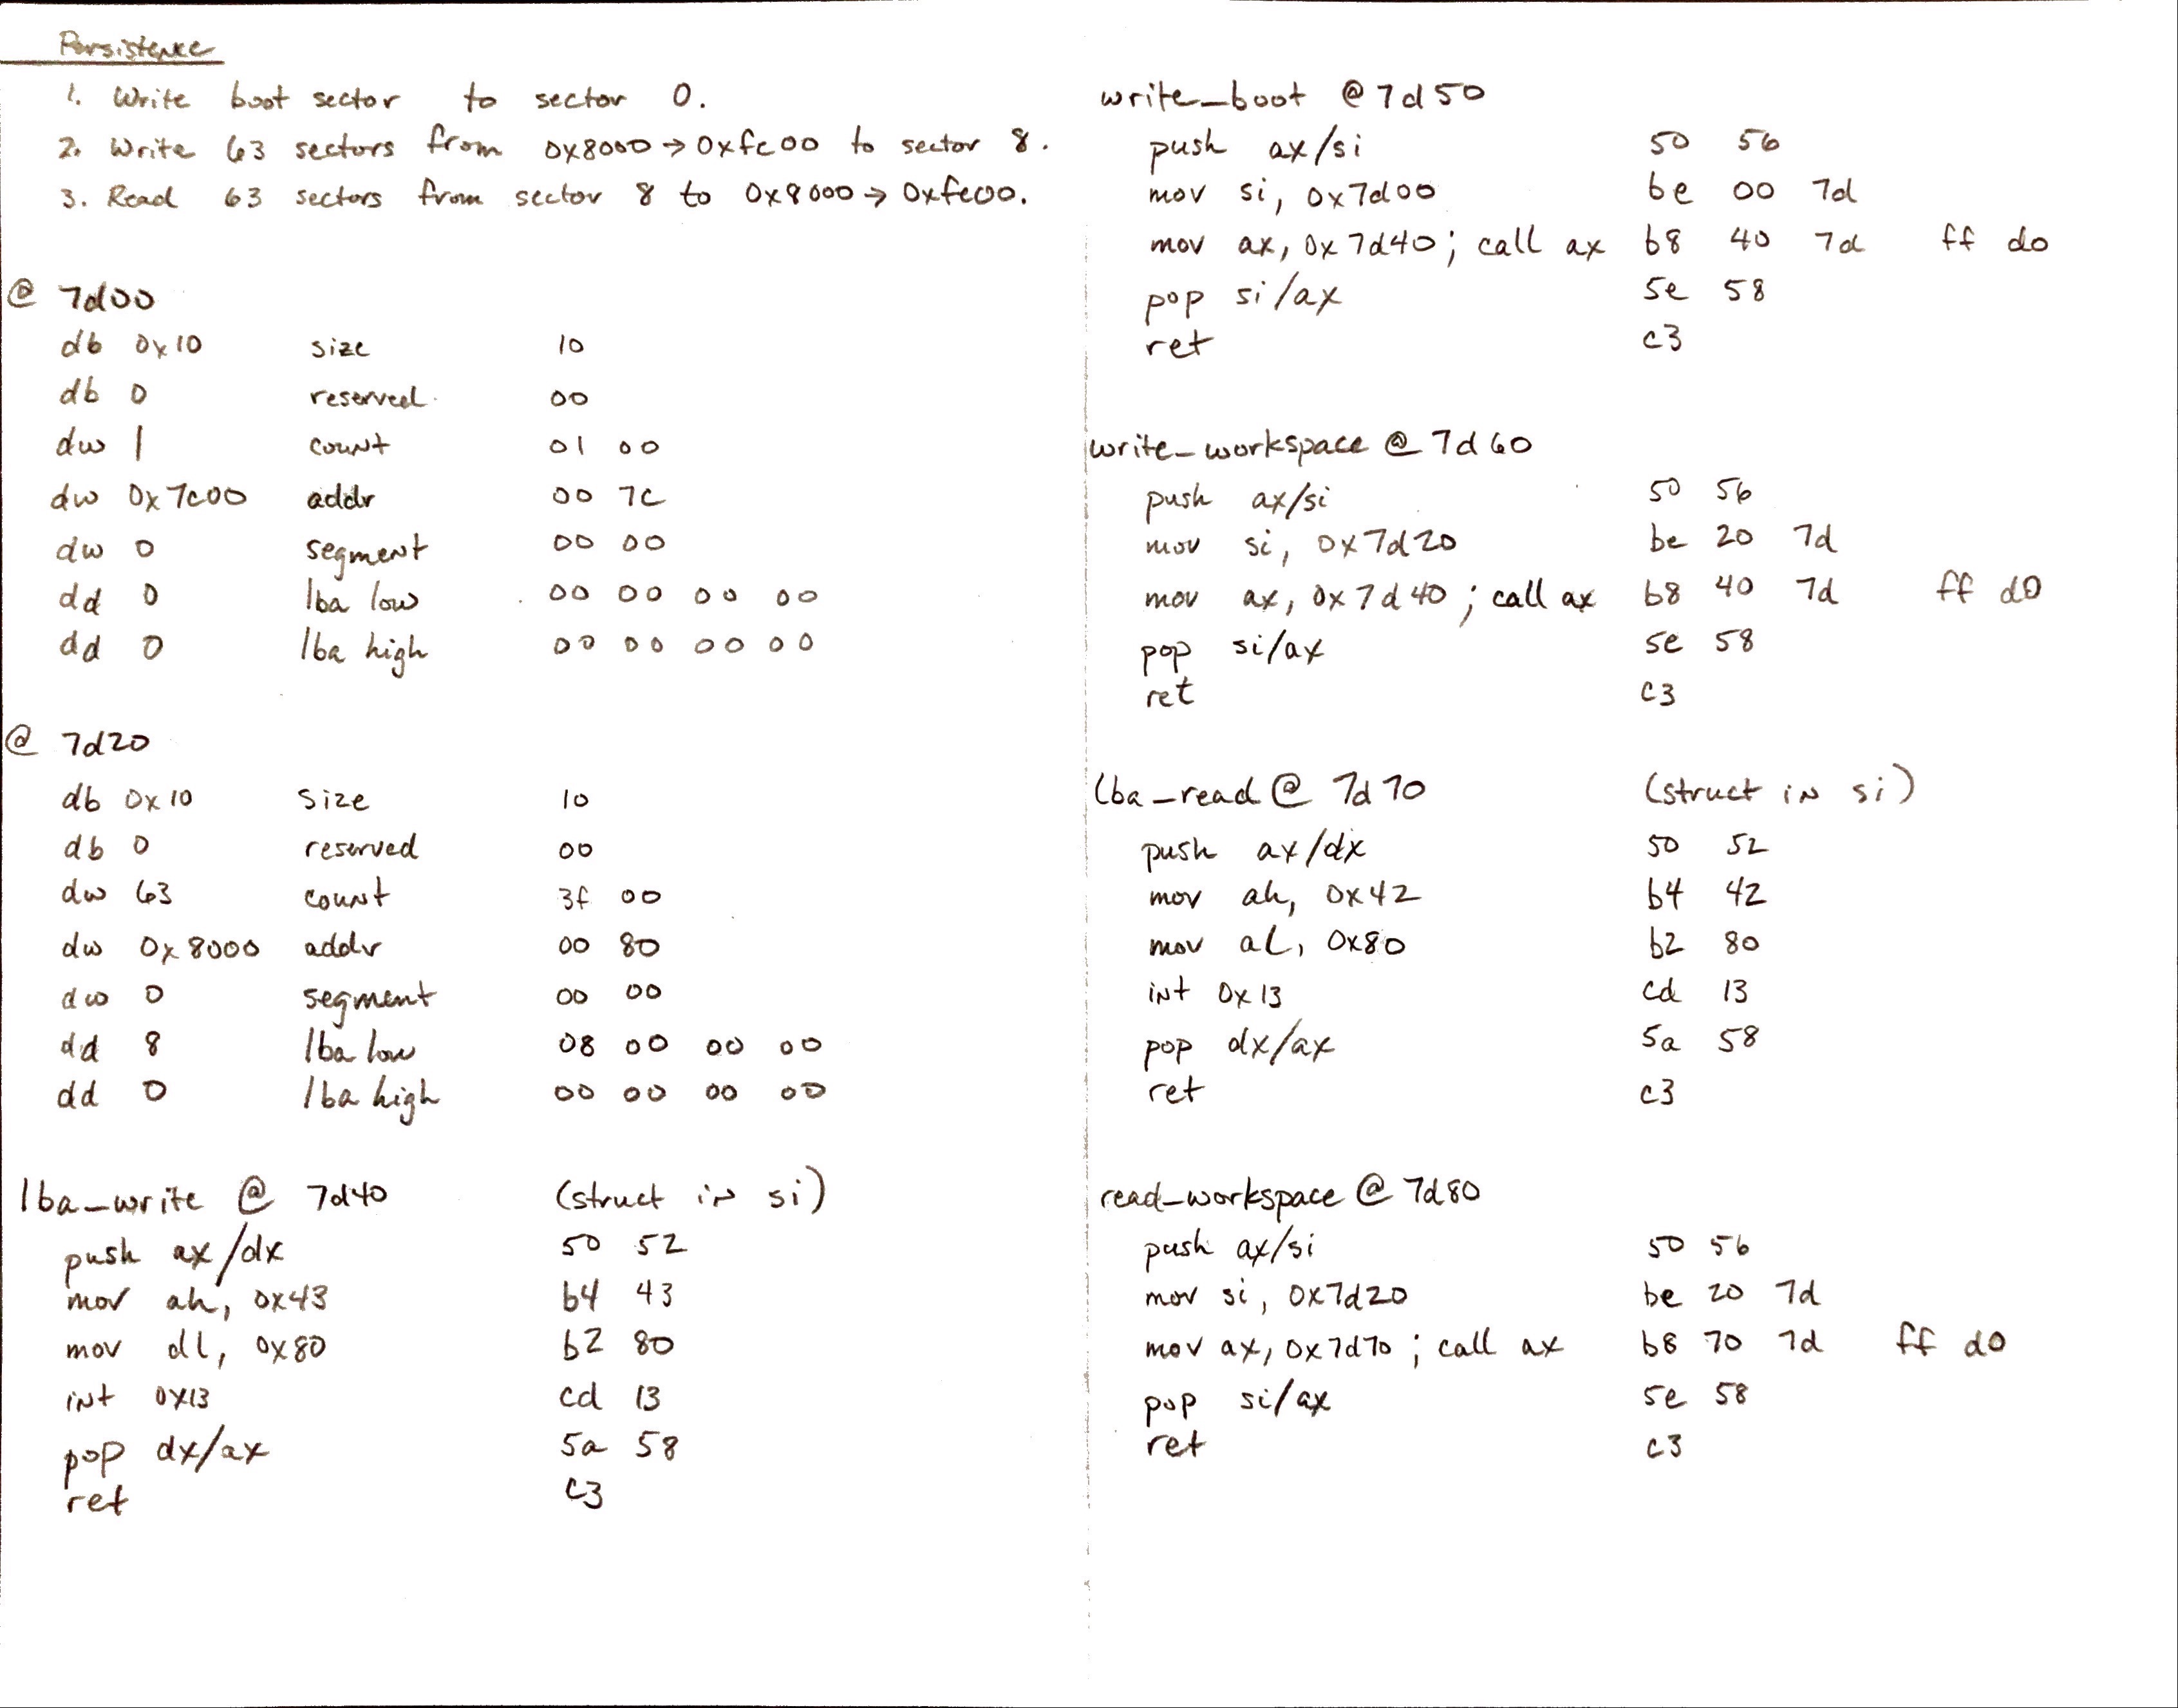 Persistence
1. Write boot sector to sector 0.
2. Write 63 sectors from 0x8000→0xfc00 to sector 8.
3. Read 63 sectors from sector 8 to 0x8000→0xfe00.
@ 7d00
db 0x10 size 10
db 0 reserved 00
dw 1 count 01 00
dw 0x7c00 addr 00 7C
dw 0 segment 00 00
dd 0 lba low 00 00 00 00
dd 0 lba high 00 00 00 00
@ 7d20
db 0x10 size 10
db 0 reserved 00
dw 63 count 3f 00
dw 0x8000 addr 00 80
dw 0 segment 00 00
dd 8 lba low 08 00 00 00
dd 0 lba high 00 00 00 00
lba_write @ 7d40 (struct in si)
push ax/dx 50 52
mov ah, 0x43 b4 43
mov dl, 0x80 b2 80
int 0x13 cd 13
pop dx/ax 5a 58
ret c3
write_boot @ 7d50
push ax/si 50 56
mov si, 0x7d00 be 00 7d
mov ax, 0x7d40; call ax b8 40 7d ff d0
pop si/ax 5e 58
ret c3
write_workspace @ 7d60
push ax/si 50 56
mov si, 0x7d20 be 20 7d
mov ax, 0x7d40 ; call ax b8 40 7d ff d0
pop si/ax 5e 58
ret c3
lba_read @ 7d70 (struct in si)
push ax/dx 50 52
mov ah, 0x42 b4 42
mov al, 0x80 b2 80
int 0x13 cd 13
pop dx/ax 5a 58
ret c3
read_workspace @ 7d80
push ax/si 50 56
mov si, 0x7d20 be 20 7d
mov ax, 0x7d70 ; call ax b8 70 7d ff d0
pop si/ax 5e 58
ret c3